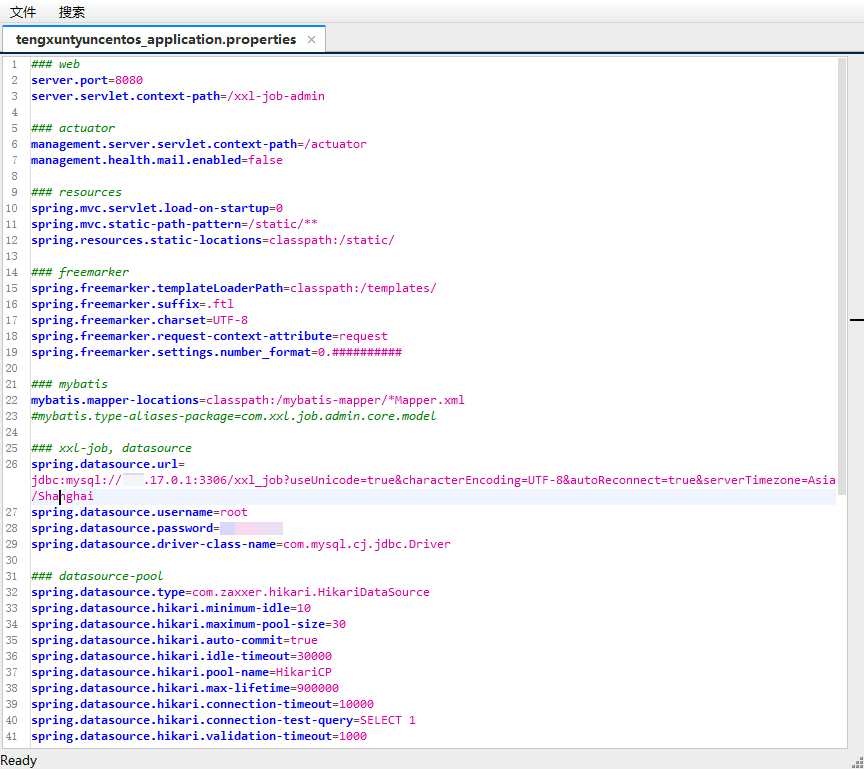 文件 搜索
tengxuntyuncentos_application.properties ×
1 ### web
2 server.port=8080
3 server.servlet.context-path=/xxl-job-admin
4
5 ### actuator
6 management.server.servlet.context-path=/actuator
7 management.health.mail.enabled=false
8
9 ### resources
10 spring.mvc.servlet.load-on-startup=0
11 spring.mvc.static-path-pattern=/static/**
12 spring.resources.static-locations=classpath:/static/
13
14 ### freemarker
15 spring.freemarker.templateLoaderPath=classpath:/templates/
16 spring.freemarker.suffix=.ftl
17 spring.freemarker.charset=UTF-8
18 spring.freemarker.request-context-attribute=request
19 spring.freemarker.settings.number_format=0.##########
20
21 ### mybatis
22 mybatis.mapper-locations=classpath:/mybatis-mapper/*Mapper.xml
23 #mybatis.type-aliases-package=com.xxl.job.admin.core.model
24
25 ### xxl-job, datasource
26 spring.datasource.url=
jdbc:mysql:// .17.0.1:3306/xxl_job?useUnicode=true&characterEncoding=UTF-8&autoReconnect=true&serverTimezone=Asia
/Shanghai
27 spring.datasource.username=root
28 spring.datasource.password=
29 spring.datasource.driver-class-name=com.mysql.cj.jdbc.Driver
30
31 ### datasource-pool
32 spring.datasource.type=com.zaxxer.hikari.HikariDataSource
33 spring.datasource.hikari.minimum-idle=10
34 spring.datasource.hikari.maximum-pool-size=30
35 spring.datasource.hikari.auto-commit=true
36 spring.datasource.hikari.idle-timeout=30000
37 spring.datasource.hikari.pool-name=HikariCP
38 spring.datasource.hikari.max-lifetime=900000
39 spring.datasource.hikari.connection-timeout=10000
40 spring.datasource.hikari.connection-test-query=SELECT 1
41 spring.datasource.hikari.validation-timeout=1000
Ready